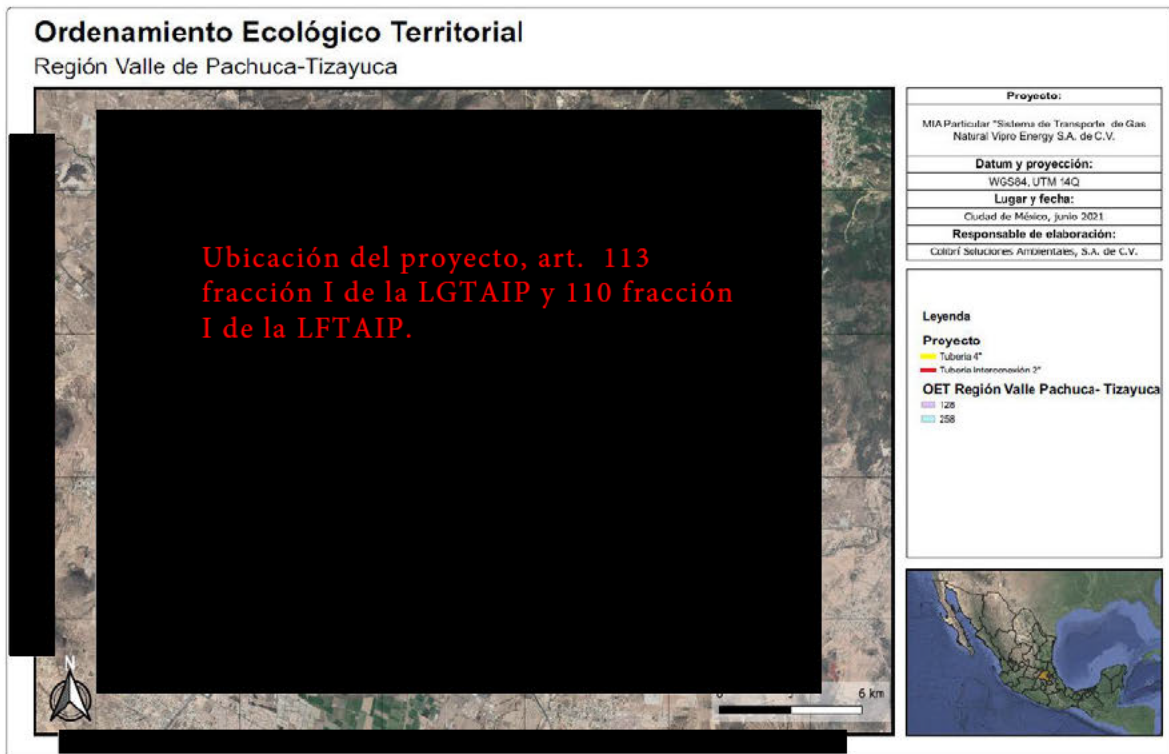 Ordenamiento Ecológico Territorial
Región Valle de Pachuca-Tizayuca
Ubicación del proyecto, art. 113
fracción I de la LGTAIP y 110 fracción
I de la LFTAIP.
N
6 km
Proyecto:
MIA Particular "Sistema de Transporte de Gas
Natural Vipro Energy S.A. de C.V.
Datum y proyección:
WGS84, UTM 14Q
Lugar y fecha:
Ciudad de México, junio 2021
Responsable de elaboración:
Colibrí Soluciones Ambientales, S.A. de C.V.
Leyenda
Proyecto
Tubería 4"
Tubería interconexión 2"
OET Región Valle Pachuca- Tizayuca
128
258